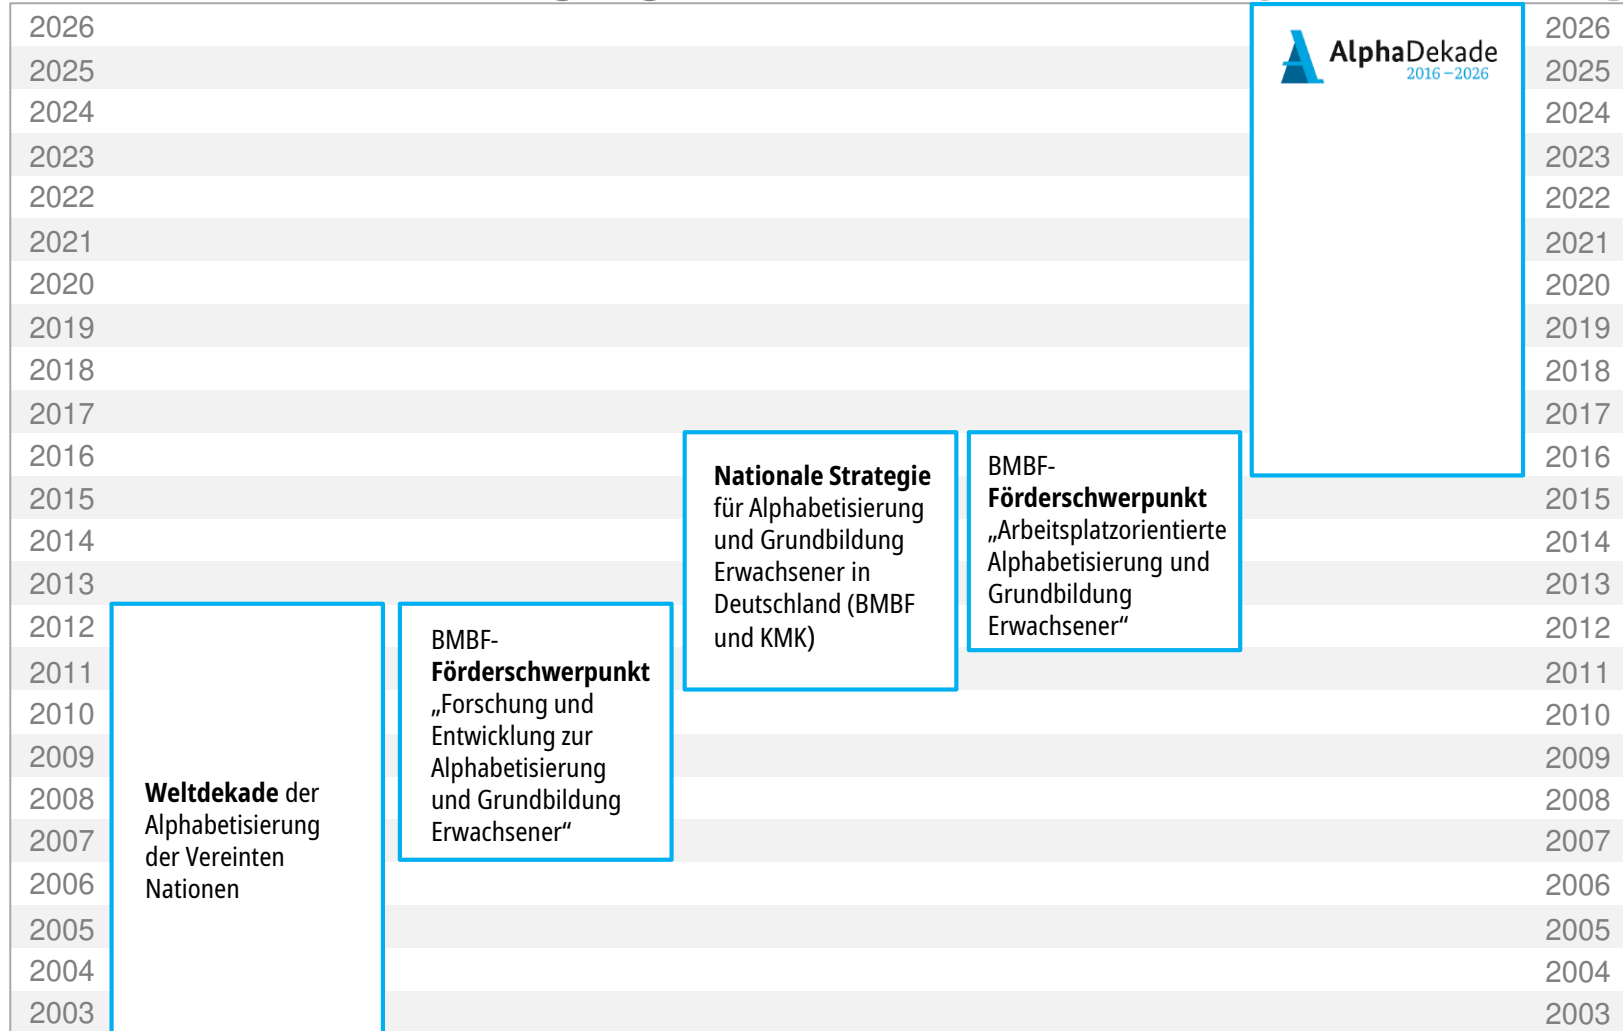 2026
2025
2024
2023
2022
2021
2020
2019
2018
2017
2016
2015
2014
2013
2012
2011
2010
2009
2008
2007
2006
2005
2004
2003
Weltdekade der
Alphabetisierung
der Vereinten
Nationen
BMBF-
Förderschwerpunkt
„Forschung und
Entwicklung zur
Alphabetisierung
und Grundbildung
Erwachsener“
Nationale Strategie
für Alphabetisierung
und Grundbildung
Erwachsener in
Deutschland (BMBF
und KMK)
BMBF-
Förderschwerpunkt
„Arbeitsplatzorientierte
Alphabetisierung und
Grundbildung
Erwachsener“
AlphaDekade
2016–2026
2026
2025
2024
2023
2022
2021
2020
2019
2018
2017
2016
2015
2014
2013
2012
2011
2010
2009
2008
2007
2006
2005
2004
2003